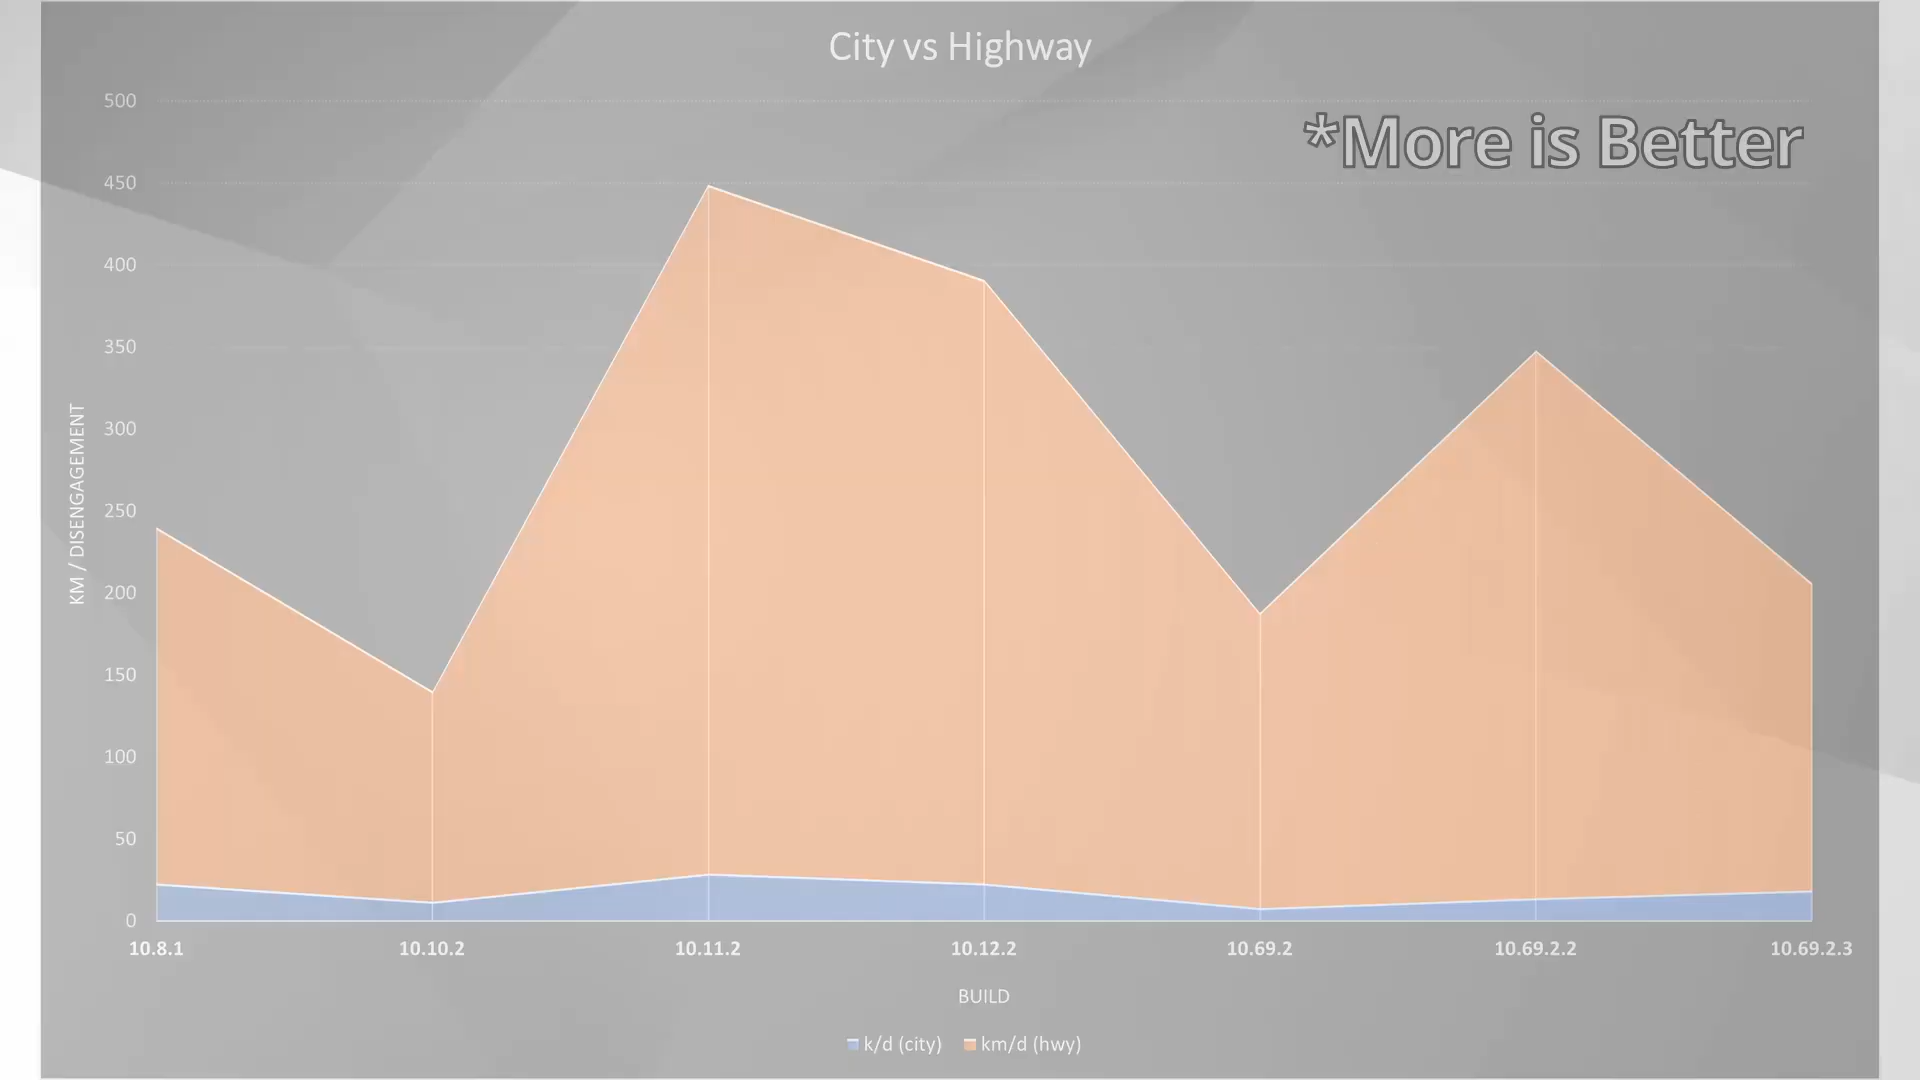 City vs Highway
*More is Better
500
450
400
350
300
250
200
150
100
50
0
KM / DISENGAGEMENT
10.8.1 10.10.2 10.11.2 10.12.2 10.69.2 10.69.2.2 10.69.2.3
BUILD
k/d (city) km/d (hwy)